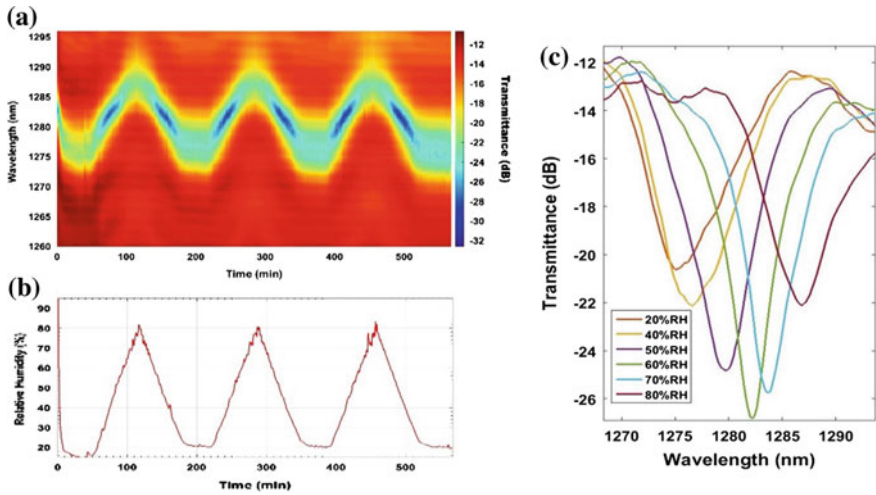 (a)
1295
1290
1285
1280
1275
1270
1265
1260
Wavelength (nm)
0 100 200 300 400 500
Time (min)
-12
-14
-16
-18
-20
-22
-24
-26
-28
-30
-32
Transmittance (dB)
(b)
90
80
70
60
50
40
30
20
Relative Humidity (%)
0 100 200 300 400 500
Time (min)
(c)
-12
-14
-16
-18
-20
-22
-24
-26
Transmittance (dB)
20%RH
40%RH
50%RH
60%RH
70%RH
80%RH
1270 1275 1280 1285 1290
Wavelength (nm)